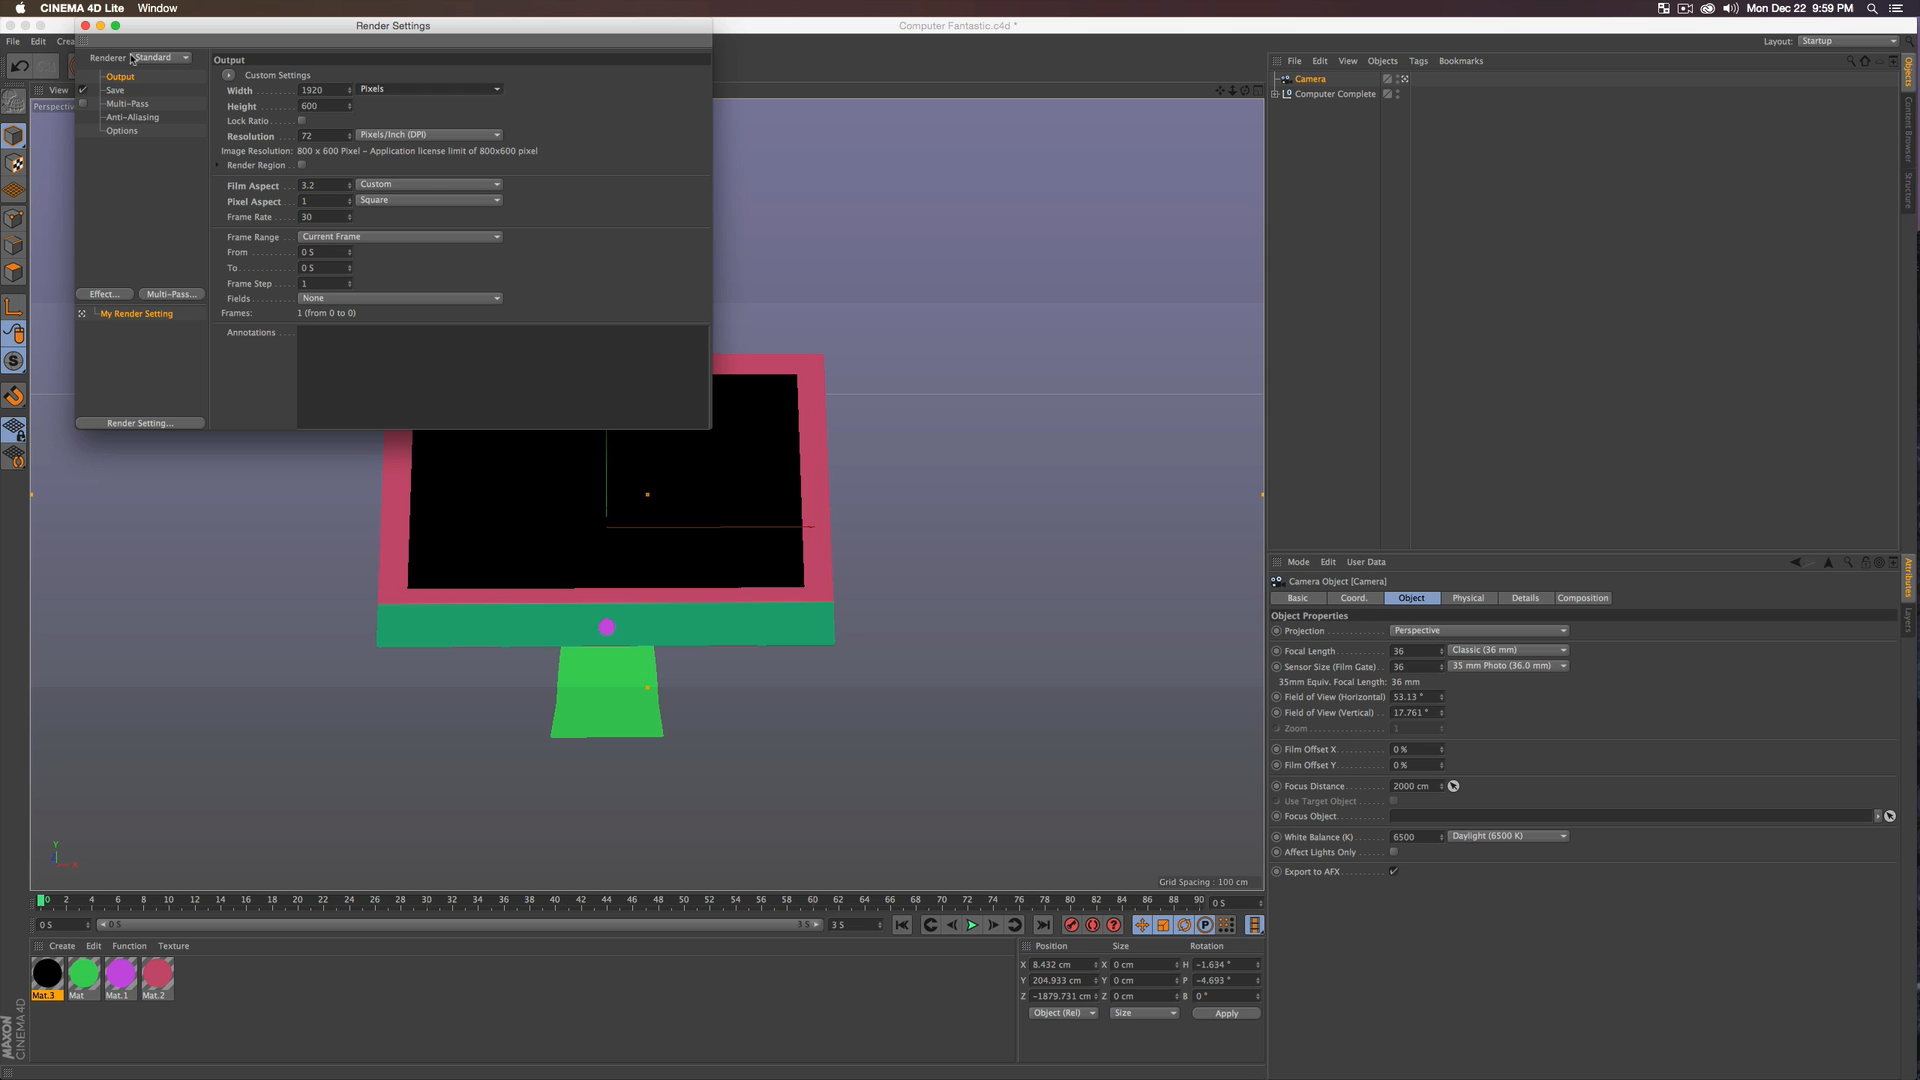 CINEMA 4D Lite Window
Mon Dec 22 9:59 PM
Render Settings
Computer Fantastic.c4d *
File Edit Crea
Layout: Startup
Renderer Standard
Output
Save
Multi-Pass
Anti-Aliasing
Options
Effect... Multi-Pass...
My Render Setting
Render Setting...
Output
Custom Settings
Width 1920 Pixels
Height 600
Lock Ratio
Resolution 72 Pixels/Inch (DPI)
Image Resolution: 800 x 600 Pixel - Application license limit of 800x600 pixel
Render Region
Film Aspect 3.2 Custom
Pixel Aspect 1 Square
Frame Rate 30
Frame Range Current Frame
From 0 S
To 0 S
Frame Step 1
Fields None
Frames: 1 (from 0 to 0)
Annotations
View
Perspectiv
File Edit View Objects Tags Bookmarks
Camera
Computer Complete
Objects
Content Browser
Structure
Mode Edit User Data
Camera Object [Camera]
Basic Coord. Object Physical Details Composition
Object Properties
Projection Perspective
Focal Length 36 Classic (36 mm)
Sensor Size (Film Gate) 36 35 mm Photo (36.0 mm)
35mm Equiv. Focal Length: 36 mm
Field of View (Horizontal) 53.13 °
Field of View (Vertical) 17.761 °
Zoom 1
Film Offset X 0 %
Film Offset Y 0 %
Focus Distance 2000 cm
Use Target Object
Focus Object
White Balance (K) 6500 Daylight (6500 K)
Affect Lights Only
Export to AFX
Attributes
Layers
Y
Z
X
Grid Spacing : 100 cm
0 2 4 6 8 10 12 14 16 18 20 22 24 26 28 30 32 34 36 38 40 42 44 46 48 50 52 54 56 58 60 62 64 66 68 70 72 74 76 78 80 82 84 86 88 90 0 S
0 S 0 S 3 S 3 S
Create Edit Function Texture
Mat.3 Mat Mat.1 Mat.2
Position Size Rotation
X 8.432 cm X 0 cm H -1.634 °
Y 204.933 cm Y 0 cm P -4.693 °
Z -1879.731 cm Z 0 cm B 0 °
Object (Rel) Size Apply
MAXON
CINEMA 4D